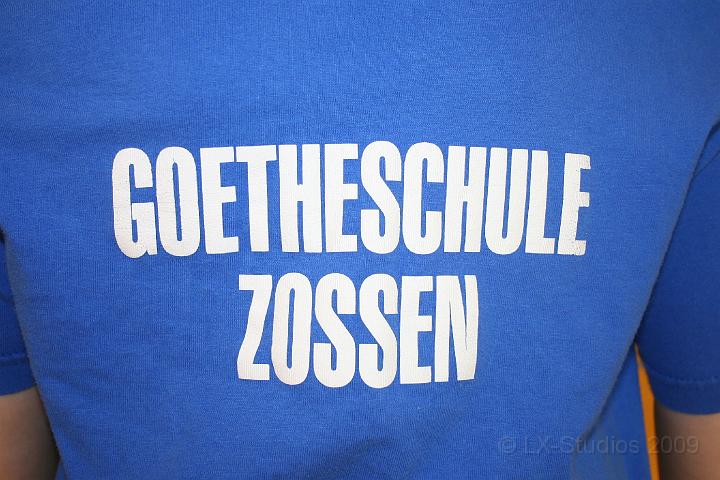 GOETHESCHULE
ZOSSEN
© LX-Studios 2009